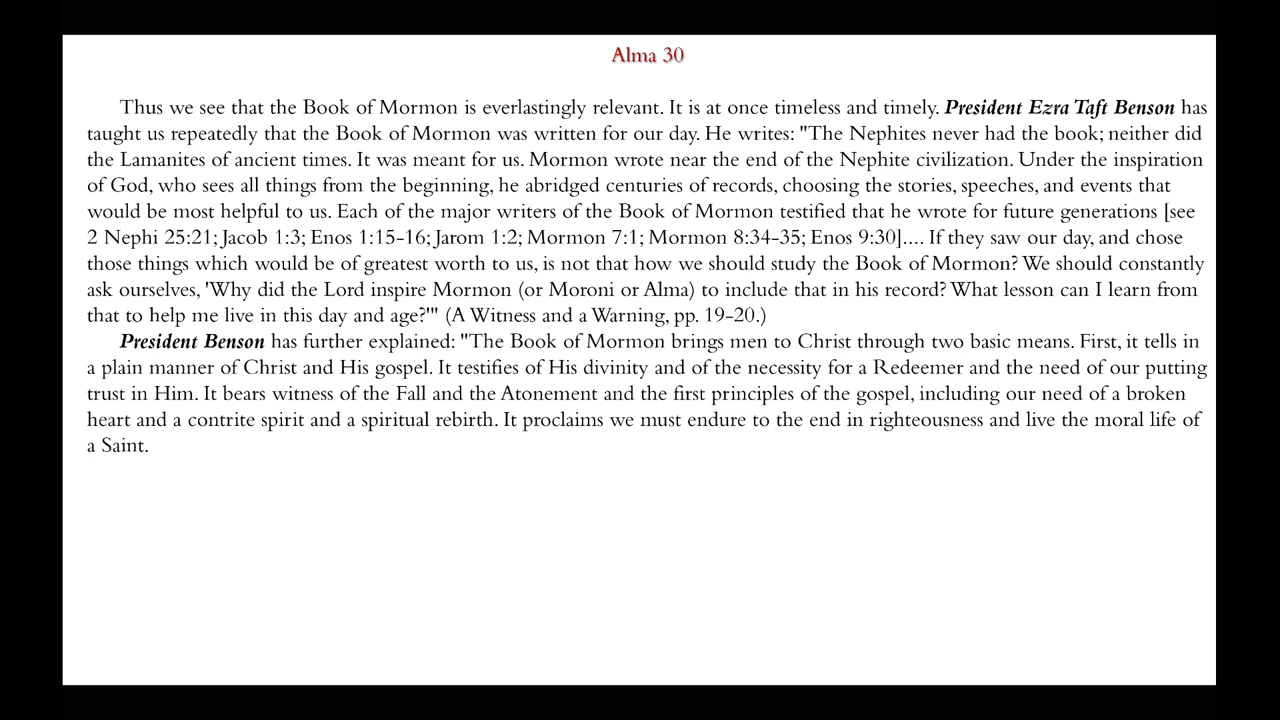 Alma 30
Thus we see that the Book of Mormon is everlastingly relevant. It is at once timeless and timely. President Ezra Taft Benson has
taught us repeatedly that the Book of Mormon was written for our day. He writes: "The Nephites never had the book; neither did
the Lamanites of ancient times. It was meant for us. Mormon wrote near the end of the Nephite civilization. Under the inspiration
of God, who sees all things from the beginning, he abridged centuries of records, choosing the stories, speeches, and events that
would be most helpful to us. Each of the major writers of the Book of Mormon testified that he wrote for future generations [see
2 Nephi 25:21; Jacob 1:3; Enos 1:15-16; Jarom 1:2; Mormon 7:1; Mormon 8:34-35; Enos 9:30].... If they saw our day, and chose
those things which would be of greatest worth to us, is not that how we should study the Book of Mormon? We should constantly
ask ourselves, 'Why did the Lord inspire Mormon (or Moroni or Alma) to include that in his record? What lesson can I learn from
that to help me live in this day and age?'" (A Witness and a Warning, pp. 19-20.)
President Benson has further explained: "The Book of Mormon brings men to Christ through two basic means. First, it tells in
a plain manner of Christ and His gospel. It testifies of His divinity and of the necessity for a Redeemer and the need of our putting
trust in Him. It bears witness of the Fall and the Atonement and the first principles of the gospel, including our need of a broken
heart and a contrite spirit and a spiritual rebirth. It proclaims we must endure to the end in righteousness and live the moral life of
a Saint.